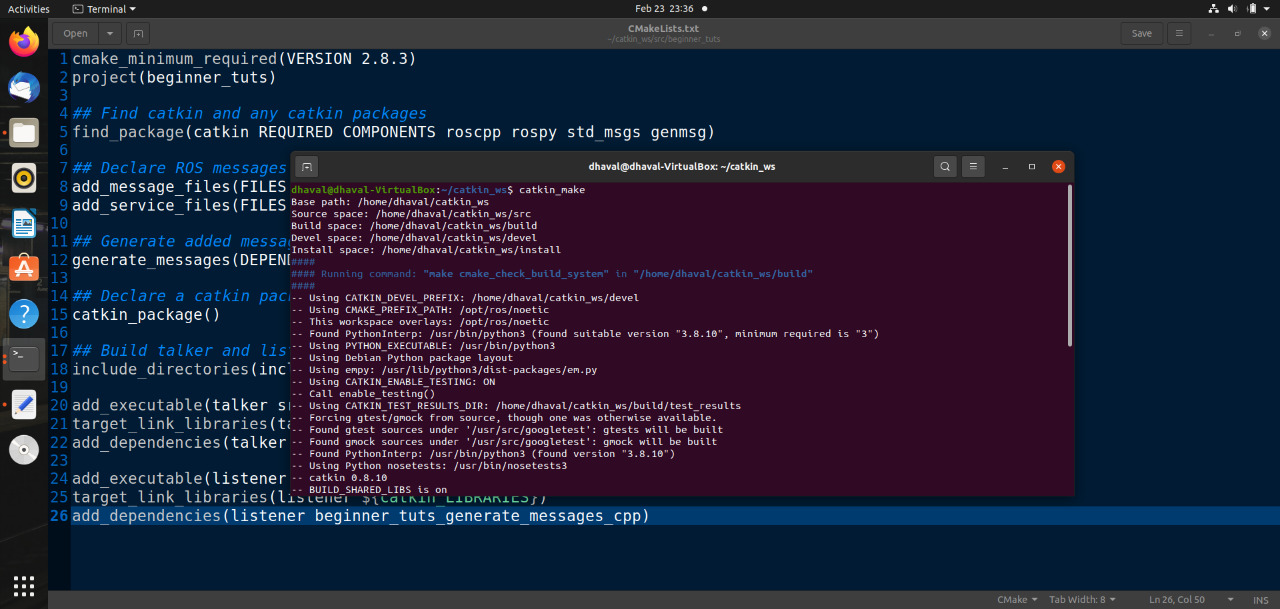 Activities
Terminal
Feb 23 23:36
Open
CMakeLists.txt
~/catkin_ws/src/beginner_tuts
Save
1 cmake_minimum_required(VERSION 2.8.3)
2 project(beginner_tuts)
3
4 ## Find catkin and any catkin packages
5 find_package(catkin REQUIRED COMPONENTS roscpp rospy std_msgs genmsg)
6
7 ## Declare ROS messages
8 add_message_files(FILES
9 add_service_files(FILES
10
11 ## Generate added messa
12 generate_messages(DEPEND
13
14 ## Declare a catkin pac
15 catkin_package()
16
17 ## Build talker and lis
18 include_directories(incl
19
20 add_executable(talker sr
21 target_link_libraries(ta
22 add_dependencies(talker
23
24 add_executable(listener
25 target_link_libraries(listener ${catkin_LIBRARIES})
26 add_dependencies(listener beginner_tuts_generate_messages_cpp)
dhaval@dhaval-VirtualBox: ~/catkin_ws
dhaval@dhaval-VirtualBox:~/catkin_ws$ catkin_make
Base path: /home/dhaval/catkin_ws
Source space: /home/dhaval/catkin_ws/src
Build space: /home/dhaval/catkin_ws/build
Devel space: /home/dhaval/catkin_ws/devel
Install space: /home/dhaval/catkin_ws/install
####
#### Running command: "make cmake_check_build_system" in "/home/dhaval/catkin_ws/build"
####
-- Using CATKIN_DEVEL_PREFIX: /home/dhaval/catkin_ws/devel
-- Using CMAKE_PREFIX_PATH: /opt/ros/noetic
-- This workspace overlays: /opt/ros/noetic
-- Found PythonInterp: /usr/bin/python3 (found suitable version "3.8.10", minimum required is "3")
-- Using PYTHON_EXECUTABLE: /usr/bin/python3
-- Using Debian Python package layout
-- Using empy: /usr/lib/python3/dist-packages/em.py
-- Using CATKIN_ENABLE_TESTING: ON
-- Call enable_testing()
-- Using CATKIN_TEST_RESULTS_DIR: /home/dhaval/catkin_ws/build/test_results
-- Forcing gtest/gmock from source, though one was otherwise available.
-- Found gtest sources under '/usr/src/googletest': gtests will be built
-- Found gmock sources under '/usr/src/googletest': gmock will be built
-- Found PythonInterp: /usr/bin/python3 (found version "3.8.10")
-- Using Python nosetests: /usr/bin/nosetests3
-- catkin 0.8.10
-- BUILD_SHARED_LIBS is on
CMake
Tab Width: 8
Ln 26, Col 50
INS